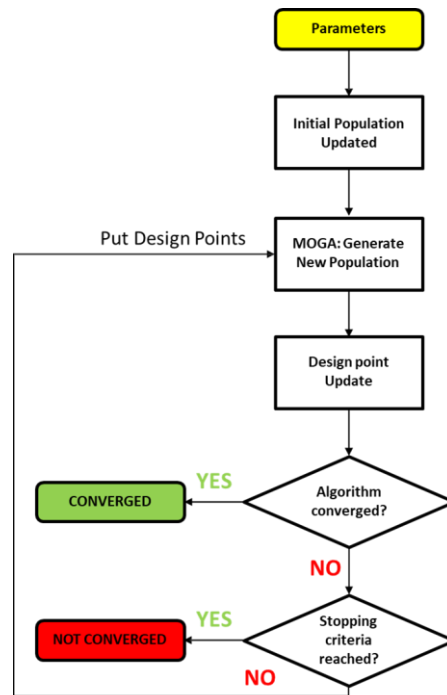 Parameters
Initial Population
Updated
Put Design Points
MOGA: Generate
New Population
Design point
Update
YES
CONVERGED
Algorithm
converged?
NO
YES
NOT CONVERGED
Stopping
criteria
reached?
NO